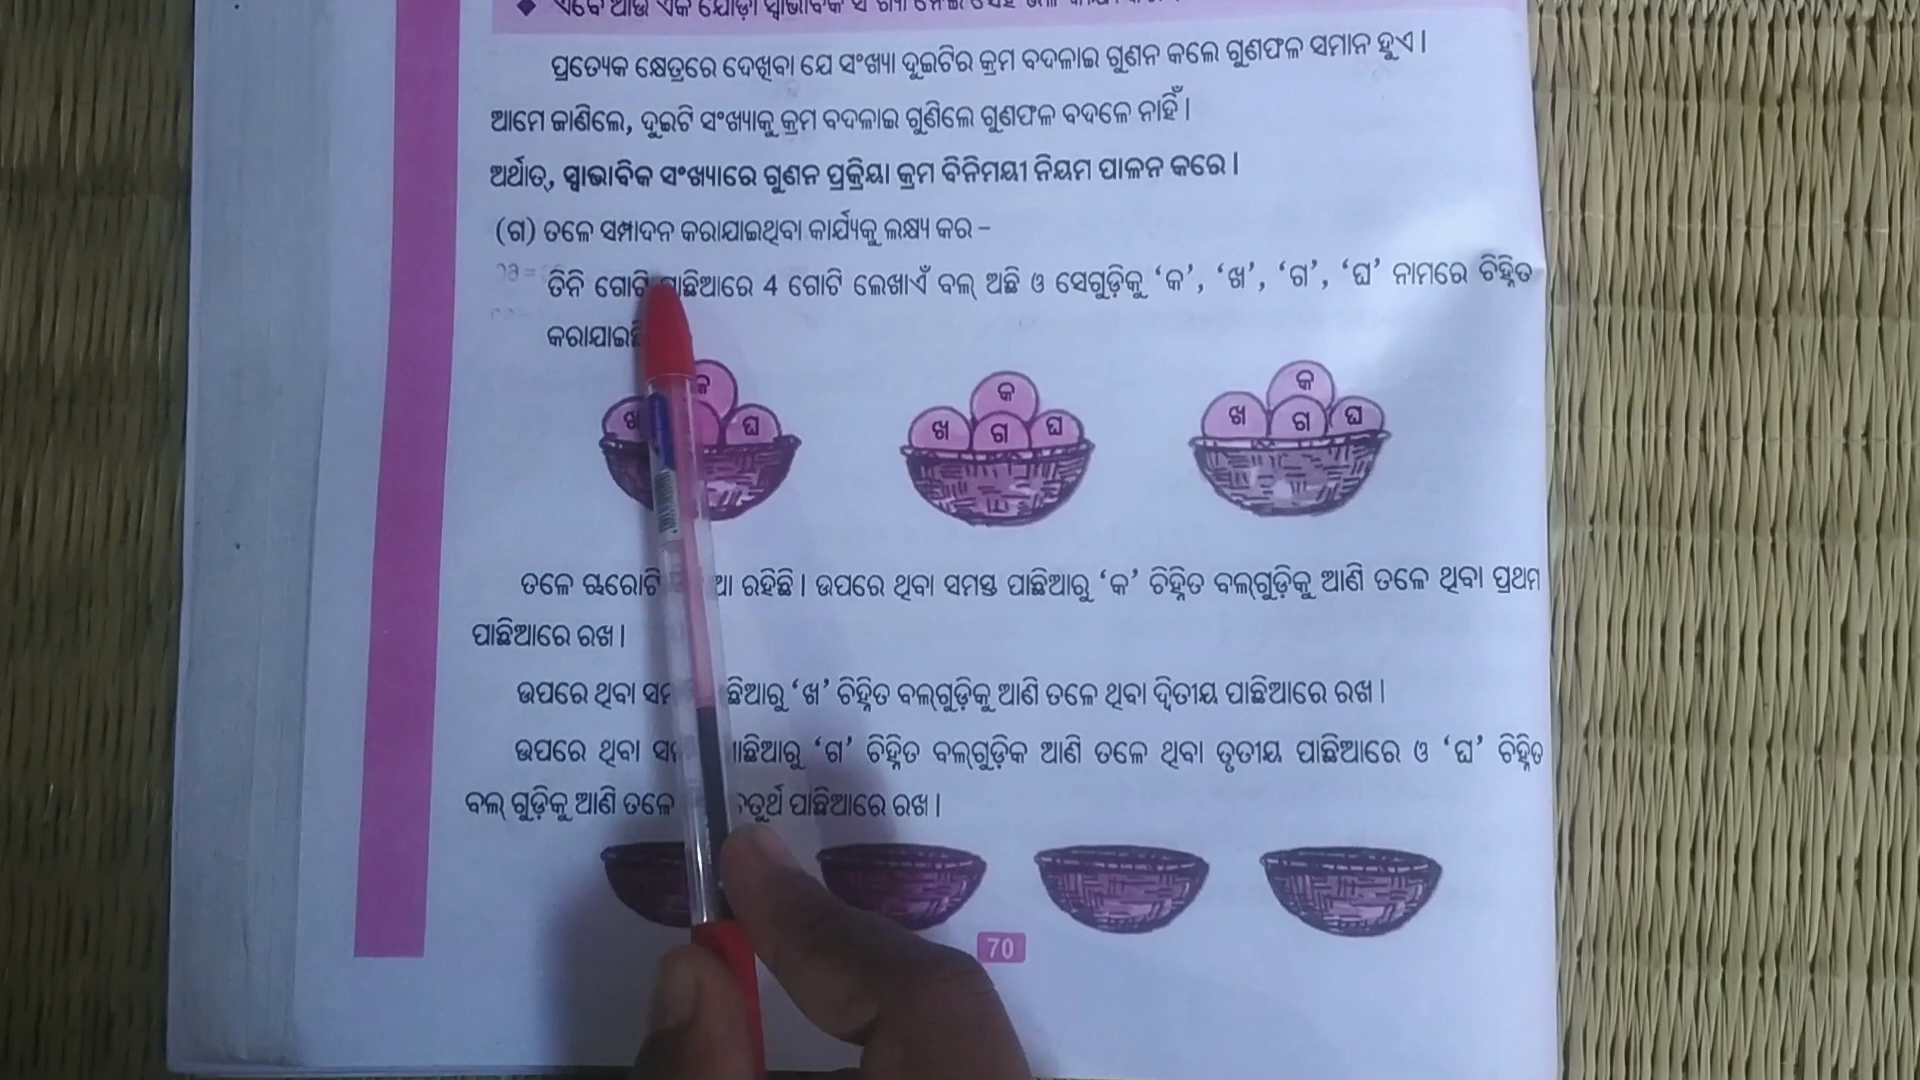 ପ୍ରତ୍ୟେକ କ୍ଷେତ୍ରରେ ଦେଖିବା ଯେ ସଂଖ୍ୟା ଦୁଇଟିର କ୍ରମ ବଦଳାଇ ଗୁଣନ କଲେ ଗୁଣଫଳ ସମାନ ହୁଏ ।
ଆମେ ଜାଣିଲେ, ଦୁଇଟି ସଂଖ୍ୟାକୁ କ୍ରମ ବଦଳାଇ ଗୁଣିଲେ ଗୁଣଫଳ ବଦଳେ ନାହିଁ ।
ଅର୍ଥାତ୍, ସ୍ୱାଭାବିକ ସଂଖ୍ୟାରେ ଗୁଣନ ପ୍ରକ୍ରିୟା କ୍ରମ ବିନିମୟୀ ନିୟମ ପାଳନ କରେ ।
(ଗ) ତଳେ ସମ୍ପାଦନ କରାଯାଇଥିବା କାର୍ଯ୍ୟକୁ ଲକ୍ଷ୍ୟ କର –
ତିନି ଗୋଟି ପାଛିଆରେ 4 ଗୋଟି ଲେଖାଏଁ ବଲ୍ ଅଛି ଓ ସେଗୁଡ଼ିକୁ ‘କ’, ‘ଖ’, ‘ଗ’, ‘ଘ’ ନାମରେ ଚିହ୍ନିତ
କ
ଖ ଘ
କ
ଖ ଗ ଘ
କ
ଖ ଗ ଘ
ତଳେ ରହିଛି । ଉପରେ ଥିବା ସମସ୍ତ ପାଛିଆରୁ ‘କ’ ଚିହ୍ନିତ ବଲ୍‌ଗୁଡ଼ିକୁ ଆଣି ତଳେ ଥିବା ପ୍ରଥମ
ପାଛିଆରେ ରଖ ।
ଉପରେ ଥିବା ‘ଖ’ ଚିହ୍ନିତ ବଲ୍‌ଗୁଡ଼ିକୁ ଆଣି ତଳେ ଥିବା ଦ୍ୱିତୀୟ ପାଛିଆରେ ରଖ ।
ଉପରେ ଥିବା ପାଛିଆରୁ ‘ଗ’ ଚିହ୍ନିତ ବଲ୍‌ଗୁଡ଼ିକ ଆଣି ତଳେ ଥିବା ତୃତୀୟ ପାଛିଆରେ ଓ ‘ଘ’ ଚିହ୍ନିତ
ବଲ୍ ଗୁଡ଼ିକୁ ଆଣି ତଳେ ଚତୁର୍ଥ ପାଛିଆରେ ରଖ ।
70